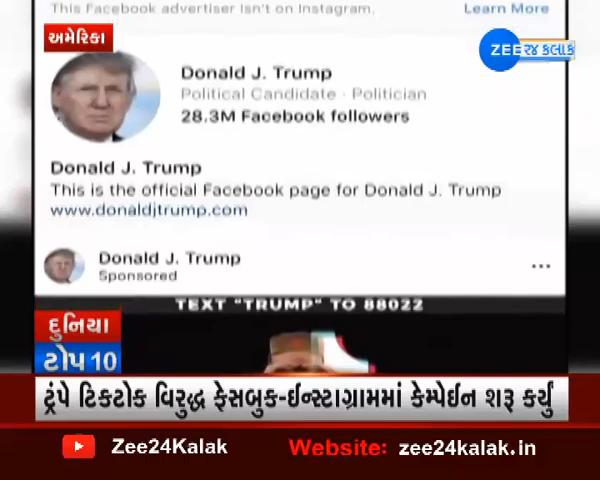 This Facebook advertiser isn't on Instagram.
Learn More
અમેરિકા
ZEE ૨૪ કલાક
Donald J. Trump
Political Candidate · Politician
28.3M Facebook followers
Donald J. Trump
This is the official Facebook page for Donald J. Trump
www.donaldjtrump.com
Donald J. Trump
Sponsored
TEXT "TRUMP" TO 88022
દુનિયા
ટોપ 10
ટ્રંપે ટિકટોક વિરુદ્ધ ફેસબુક-ઈન્સ્ટાગ્રામમાં કેમ્પેઈન શરૂ કર્યું
Zee24Kalak
Website: zee24kalak.in